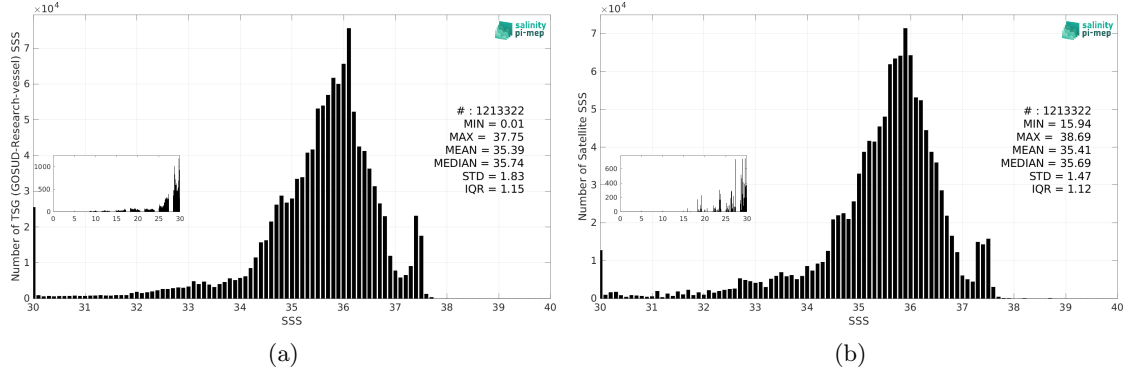 ×10⁴
salinity
pi-mep
Number of TSG (GOSUD-Research-vessel) SSS
# : 1213322
MIN = 0.01
MAX = 37.75
MEAN = 35.39
MEDIAN = 35.74
STD = 1.83
IQR = 1.15
7
6
5
4
3
2
1
0
1000
500
0
0 5 10 15 20 25 30
30 31 32 33 34 35 36 37 38 39 40
SSS
(a)
×10⁴
salinity
pi-mep
Number of Satellite SSS
# : 1213322
MIN = 15.94
MAX = 38.69
MEAN = 35.41
MEDIAN = 35.69
STD = 1.47
IQR = 1.12
7
6
5
4
3
2
1
0
600
400
200
0
0 5 10 15 20 25 30
30 31 32 33 34 35 36 37 38 39 40
SSS
(b)